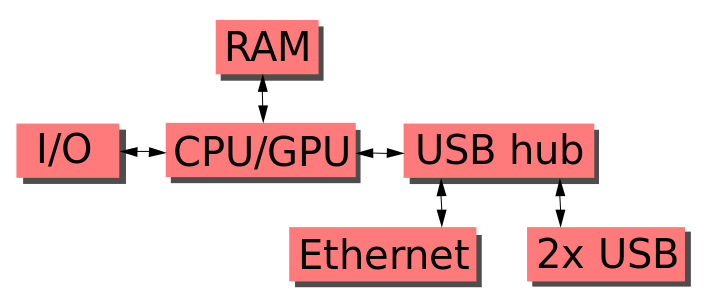 RAM
I/O
CPU/GPU
USB hub
Ethernet
2x USB